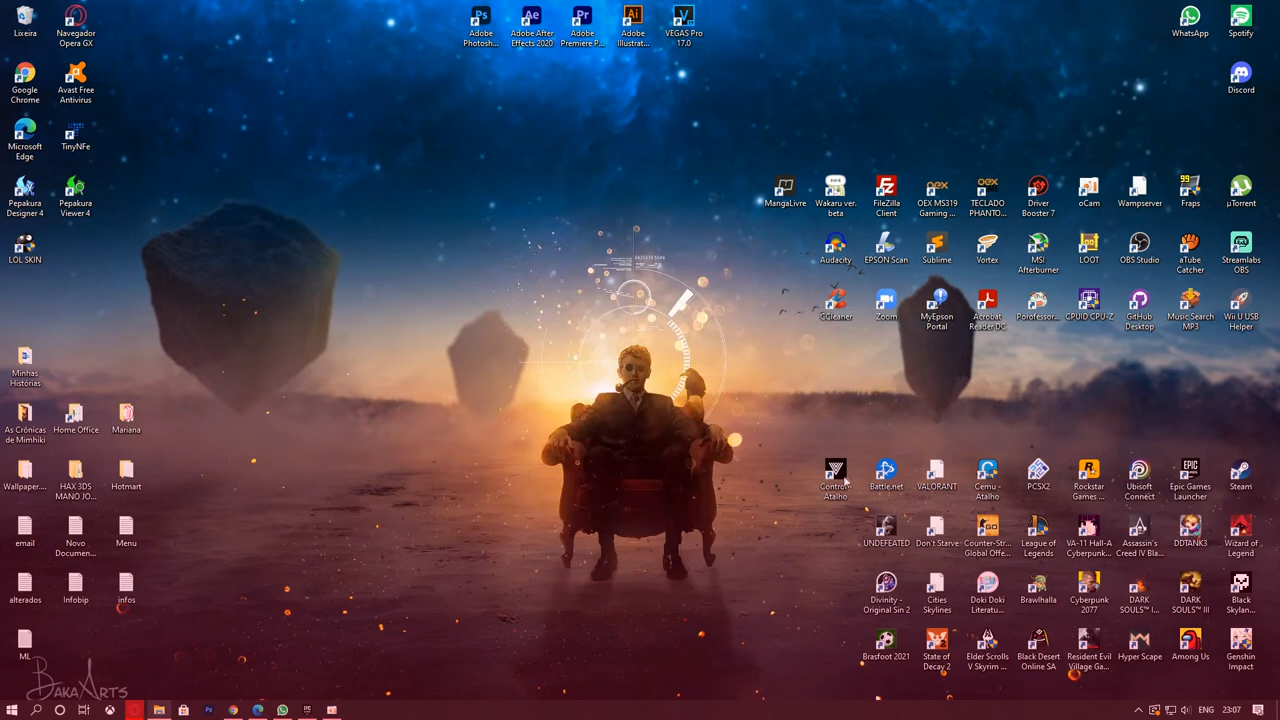 Lixeira
Navegador
Opera GX
Adobe
Photosh...
Adobe After
Effects 2020
Adobe
Premiere P...
Adobe
Illustrat...
VEGAS Pro
17.0
WhatsApp
Spotify
Google
Chrome
Avast Free
Antivirus
Discord
Microsoft
Edge
TinyNFe
Pepakura
Designer 4
Pepakura
Viewer 4
MangaLivre
Wakaru ver.
beta
FileZilla
Client
OEX MS319
Gaming ...
TECLADO
PHANTO...
Driver
Booster 7
oCam
Wampserver
Fraps
µTorrent
LOL SKIN
Audacity
EPSON Scan
Sublime
Vortex
MSI
Afterburner
LOOT
OBS Studio
aTube
Catcher
Streamlabs
OBS
CCleaner
Zoom
MyEpson
Portal
Acrobat
Reader DC
Porofessor...
CPUID CPU-Z
GitHub
Desktop
Music Search
MP3
Wii U USB
Helper
Minhas
Histórias
As Crônicas
de Mimhiki
Home Office
Mariana
Wallpaper....
HAX 3DS
MANO JO...
Hotmart
Control -
Atalho
Battle.net
VALORANT
Cemu -
Atalho
PCSX2
Rockstar
Games ...
Ubisoft
Connect
Epic Games
Launcher
Steam
email
Novo
Documen...
Menu
UNDEFEATED
Don't Starve
Counter-Str...
Global Offe...
League of
Legends
VA-11 Hall-A
Cyberpunk...
Assassin's
Creed IV Bla...
DDTANK3
Wizard of
Legend
alterados
Infobip
infos
Divinity -
Original Sin 2
Cities
Skylines
Doki Doki
Literatu...
Brawlhalla
Cyberpunk
2077
DARK
SOULS™ I...
DARK
SOULS™ III
Black
Skylan...
ML
Brasfoot 2021
State of
Decay 2
Elder Scrolls
V Skyrim ...
Black Desert
Online SA
Resident Evil
Village Ga...
Hyper Scape
Among Us
Genshin
Impact
BakaArts
ENG
23:07